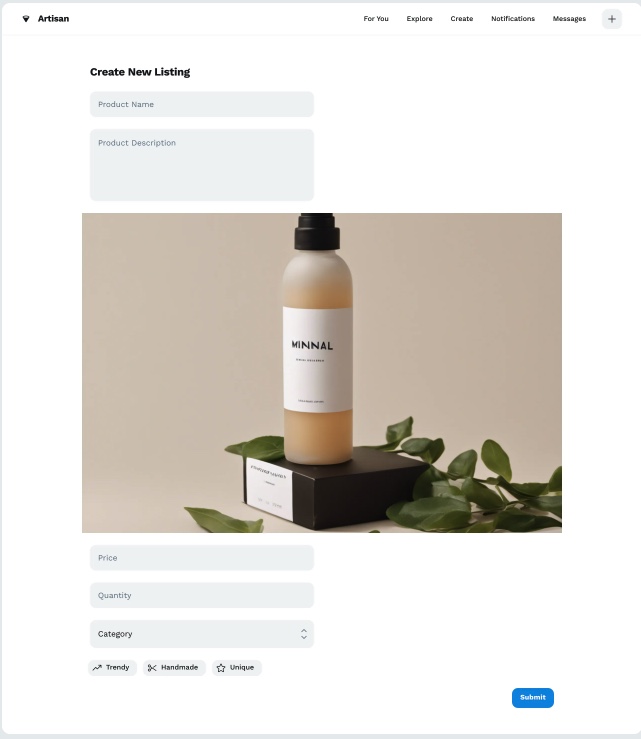 Artisan
For You Explore Create Notifications Messages
Create New Listing
Product Name
Product Description
MINNAL
Price
Quantity
Category
Trendy Handmade Unique
Submit